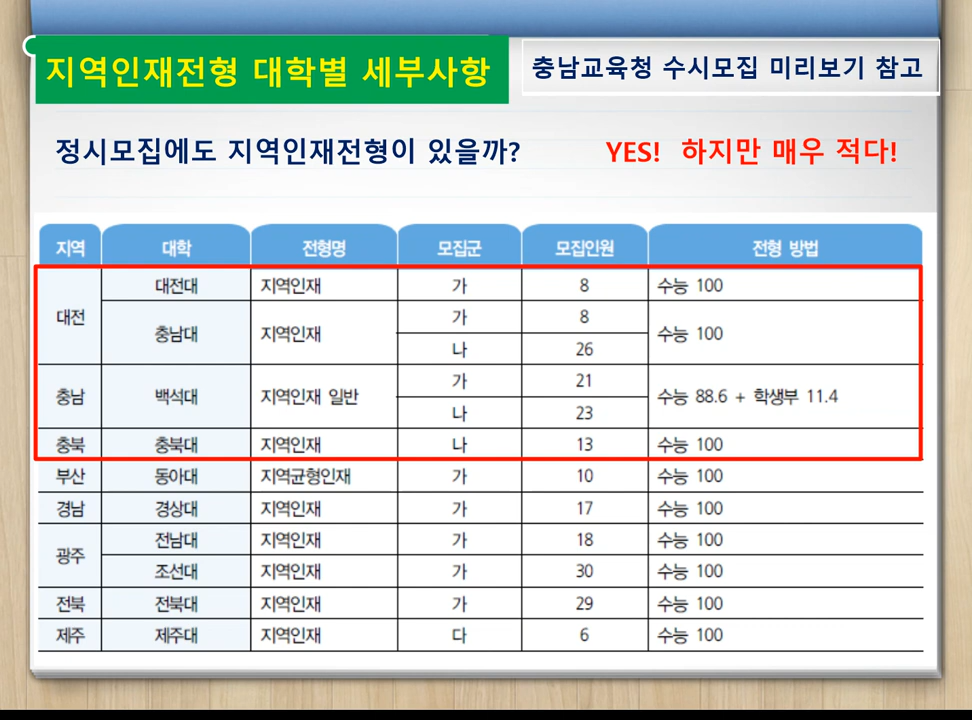 지역인재전형 대학별 세부사항
충남교육청 수시모집 미리보기 참고
정시모집에도 지역인재전형이 있을까? YES! 하지만 매우 적다!
지역 대학 전형명 모집군 모집인원 전형 방법
대전 대전대 지역인재 가 8 수능 100
충남대 지역인재 가 8 수능 100
나 26
충남 백석대 지역인재 일반 가 21 수능 88.6 + 학생부 11.4
나 23
충북 충북대 지역인재 나 13 수능 100
부산 동아대 지역균형인재 가 10 수능 100
경남 경상대 지역인재 가 17 수능 100
광주 전남대 지역인재 가 18 수능 100
조선대 지역인재 가 30 수능 100
전북 전북대 지역인재 가 29 수능 100
제주 제주대 지역인재 다 6 수능 100